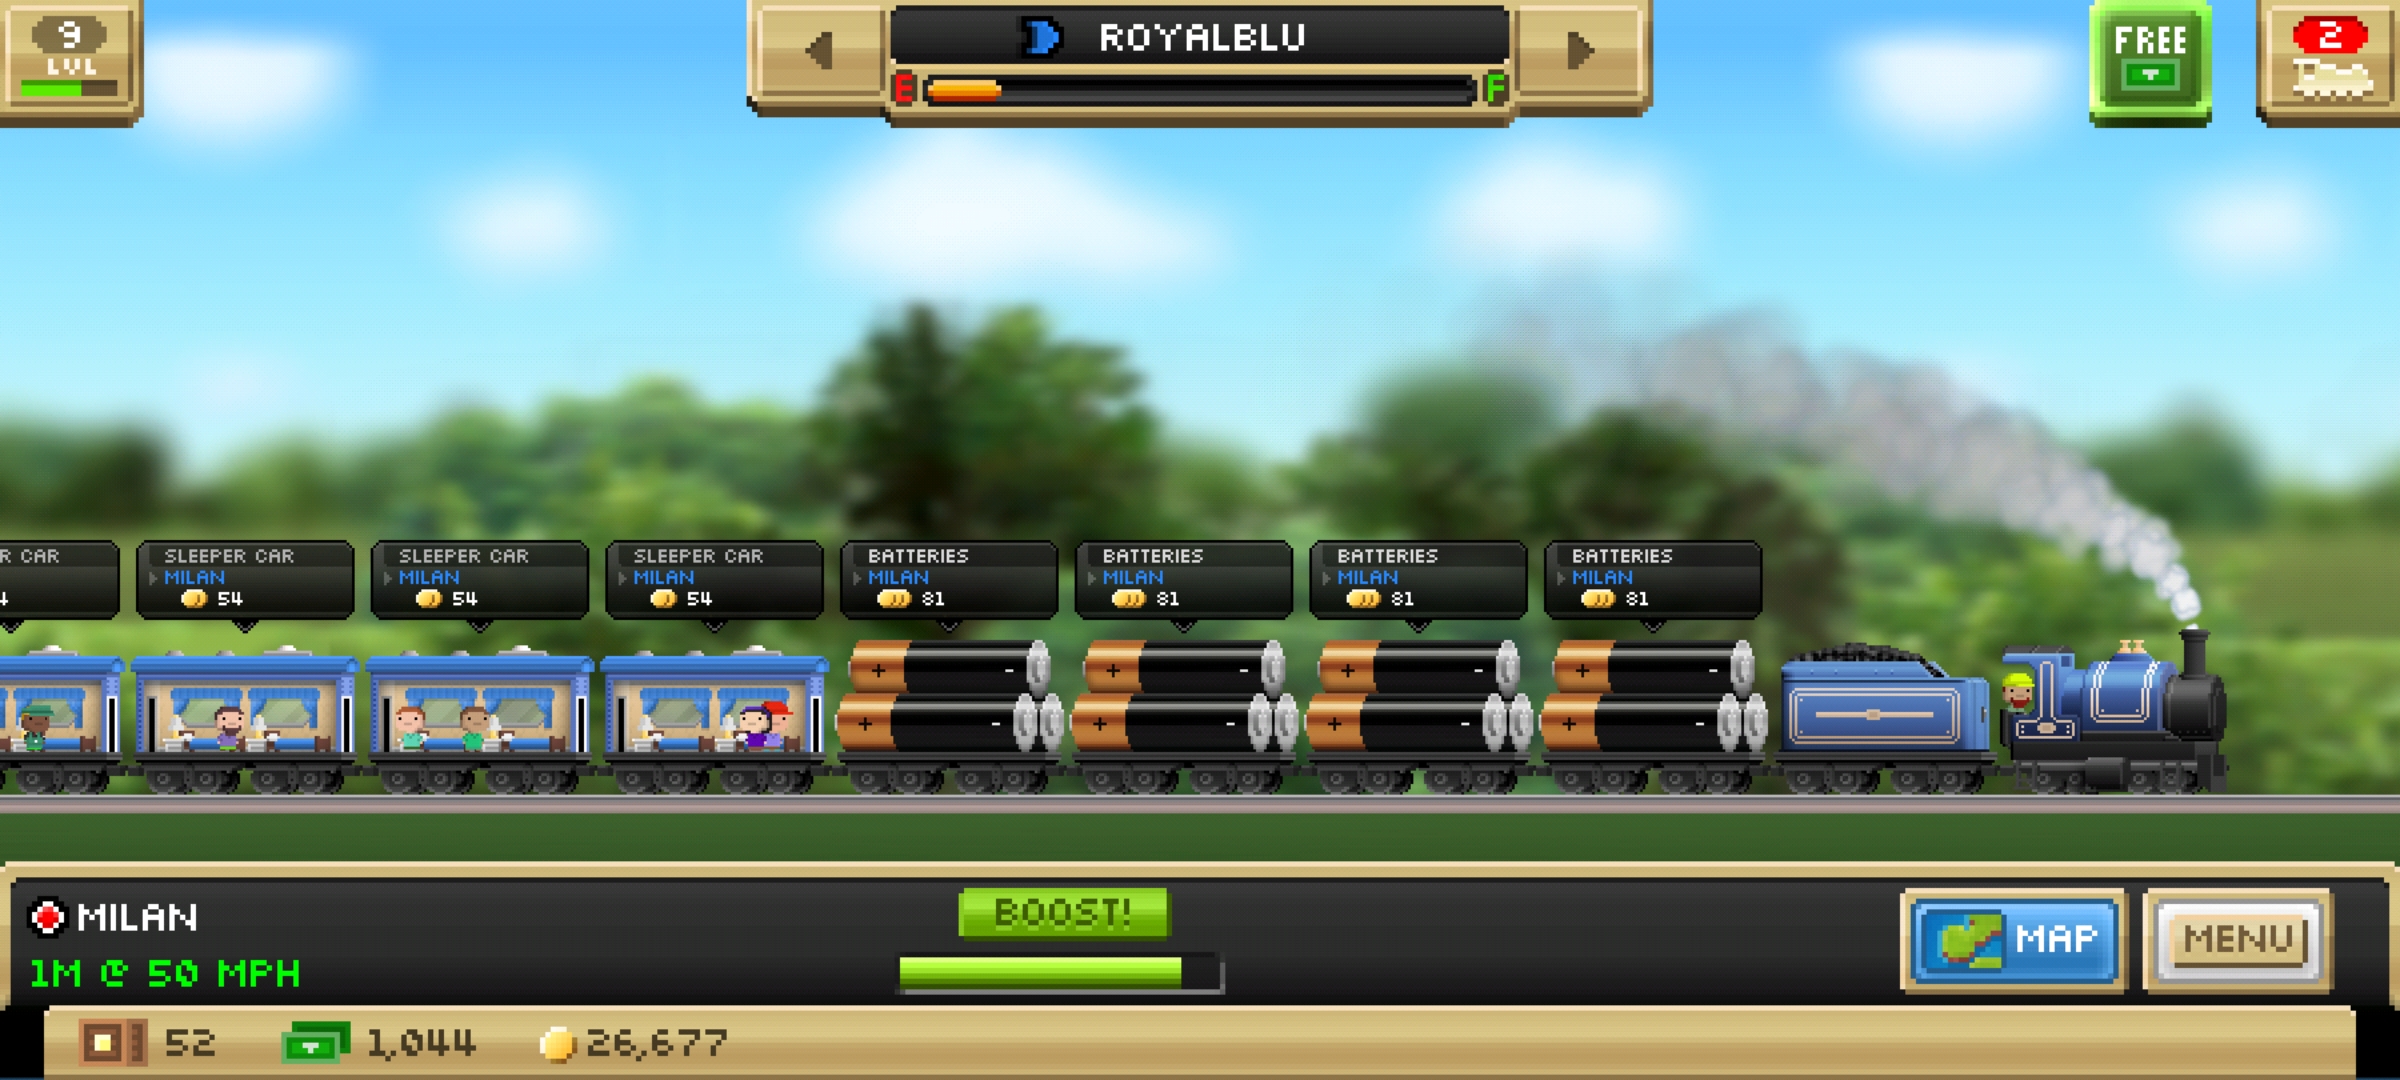 9
LVL
ROYALBLU
E F
FREE
2
R CAR
4
SLEEPER CAR
MILAN
54
SLEEPER CAR
MILAN
54
SLEEPER CAR
MILAN
54
BATTERIES
MILAN
81
BATTERIES
MILAN
81
BATTERIES
MILAN
81
BATTERIES
MILAN
81
MILAN
1M @ 50 MPH
BOOST!
MAP
MENU
52 1,044 26,677